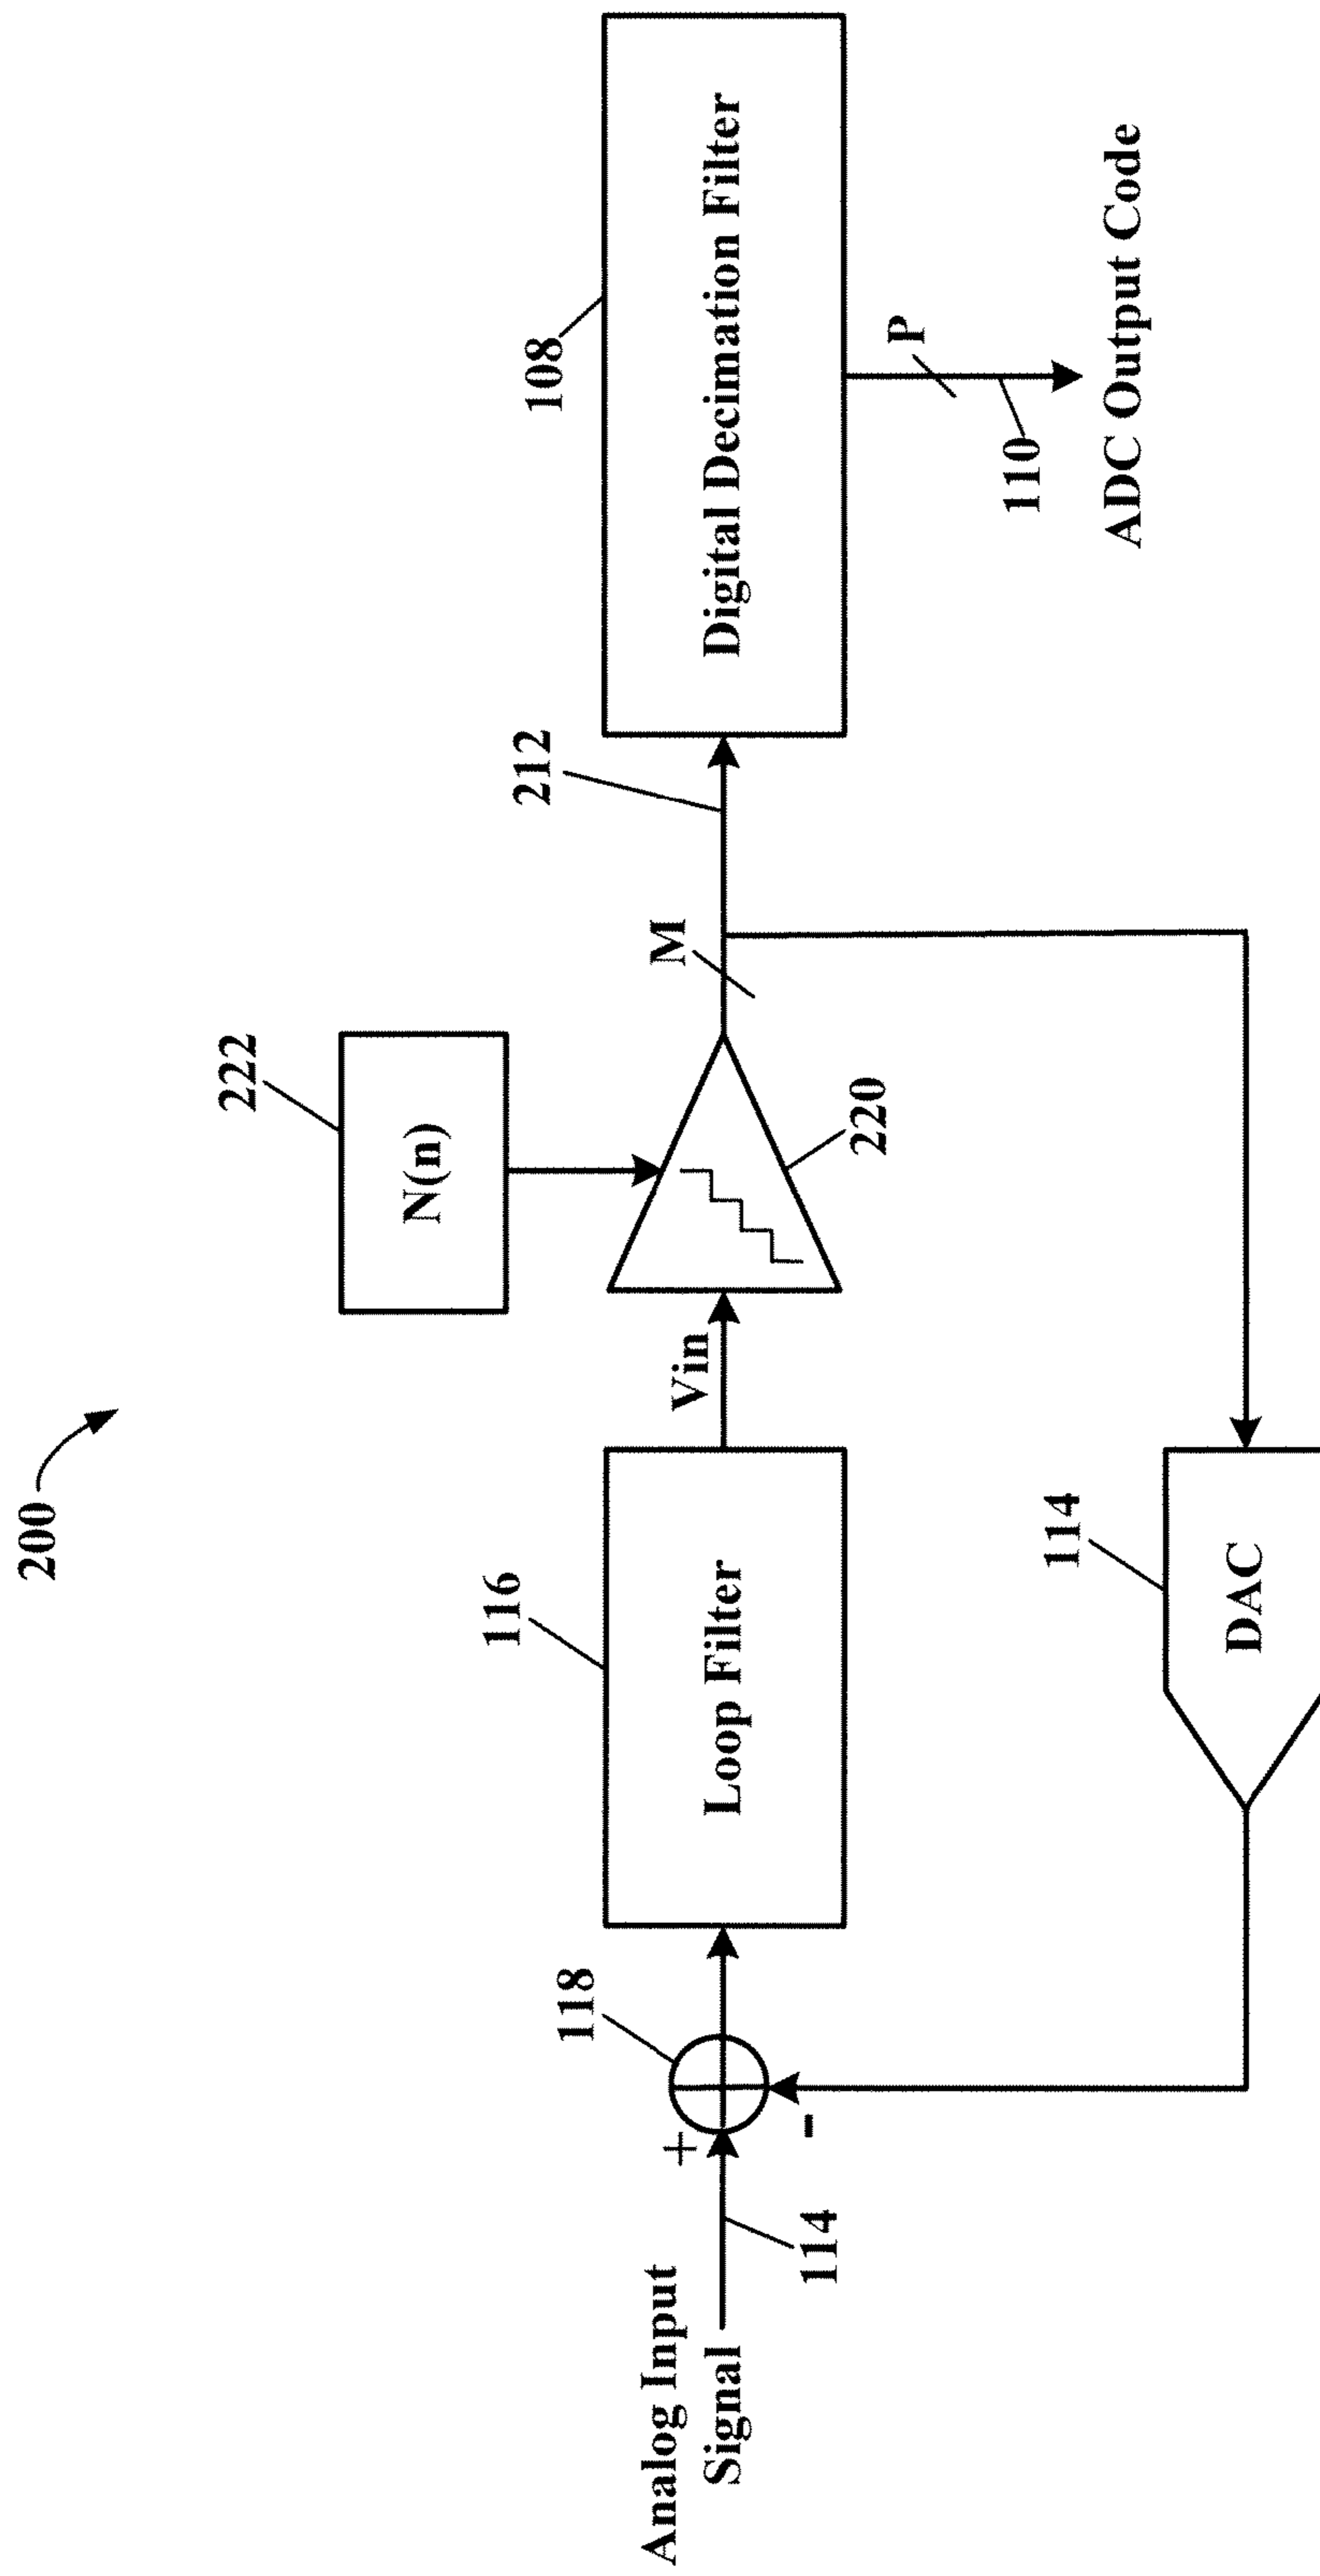 200
222
N(n)
Analog Input
Signal
114
+
-
118
116
Loop Filter
Vin
220
M
212
108
Digital Decimation Filter
P
110
ADC Output Code
114
DAC